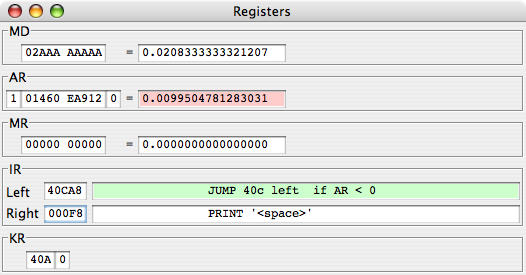 Registers
MD
02AAA AAAAA = 0.0208333333321207
AR
1 01460 EA912 0 = 0.0099504781283031
MR
00000 00000 = 0.0000000000000000
IR
Left 40CA8 JUMP 40c left if AR < 0
Right 000F8 PRINT '<space>'
KR
40A 0